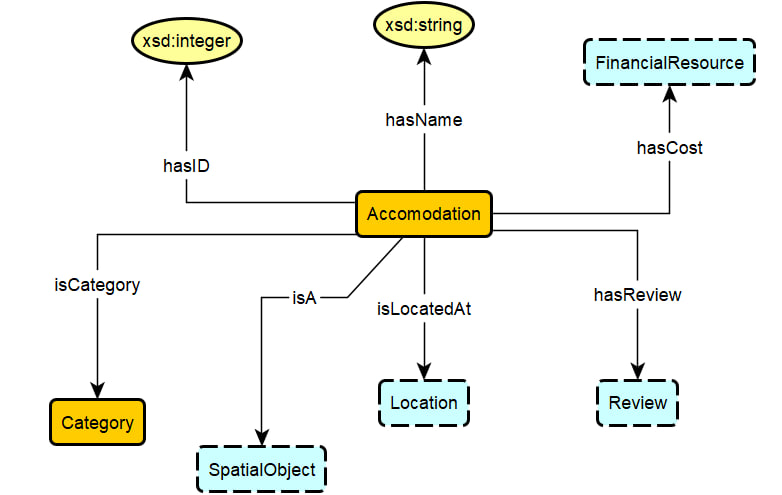 xsd:integer
xsd:string
FinancialResource
hasName
hasCost
hasID
Accomodation
isCategory
isA
isLocatedAt
hasReview
Category
Location
Review
SpatialObject